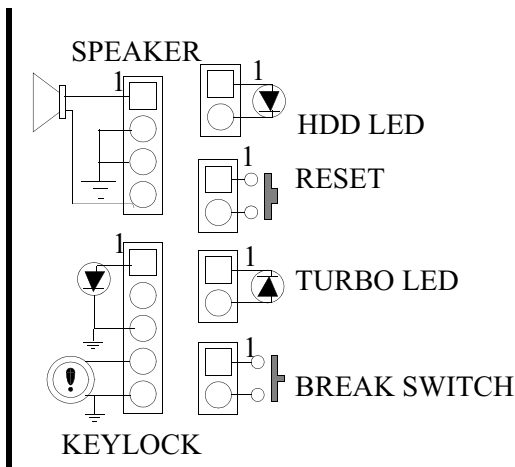 SPEAKER
1
1
HDD LED
1
RESET
1
1
TURBO LED
1
BREAK SWITCH
KEYLOCK